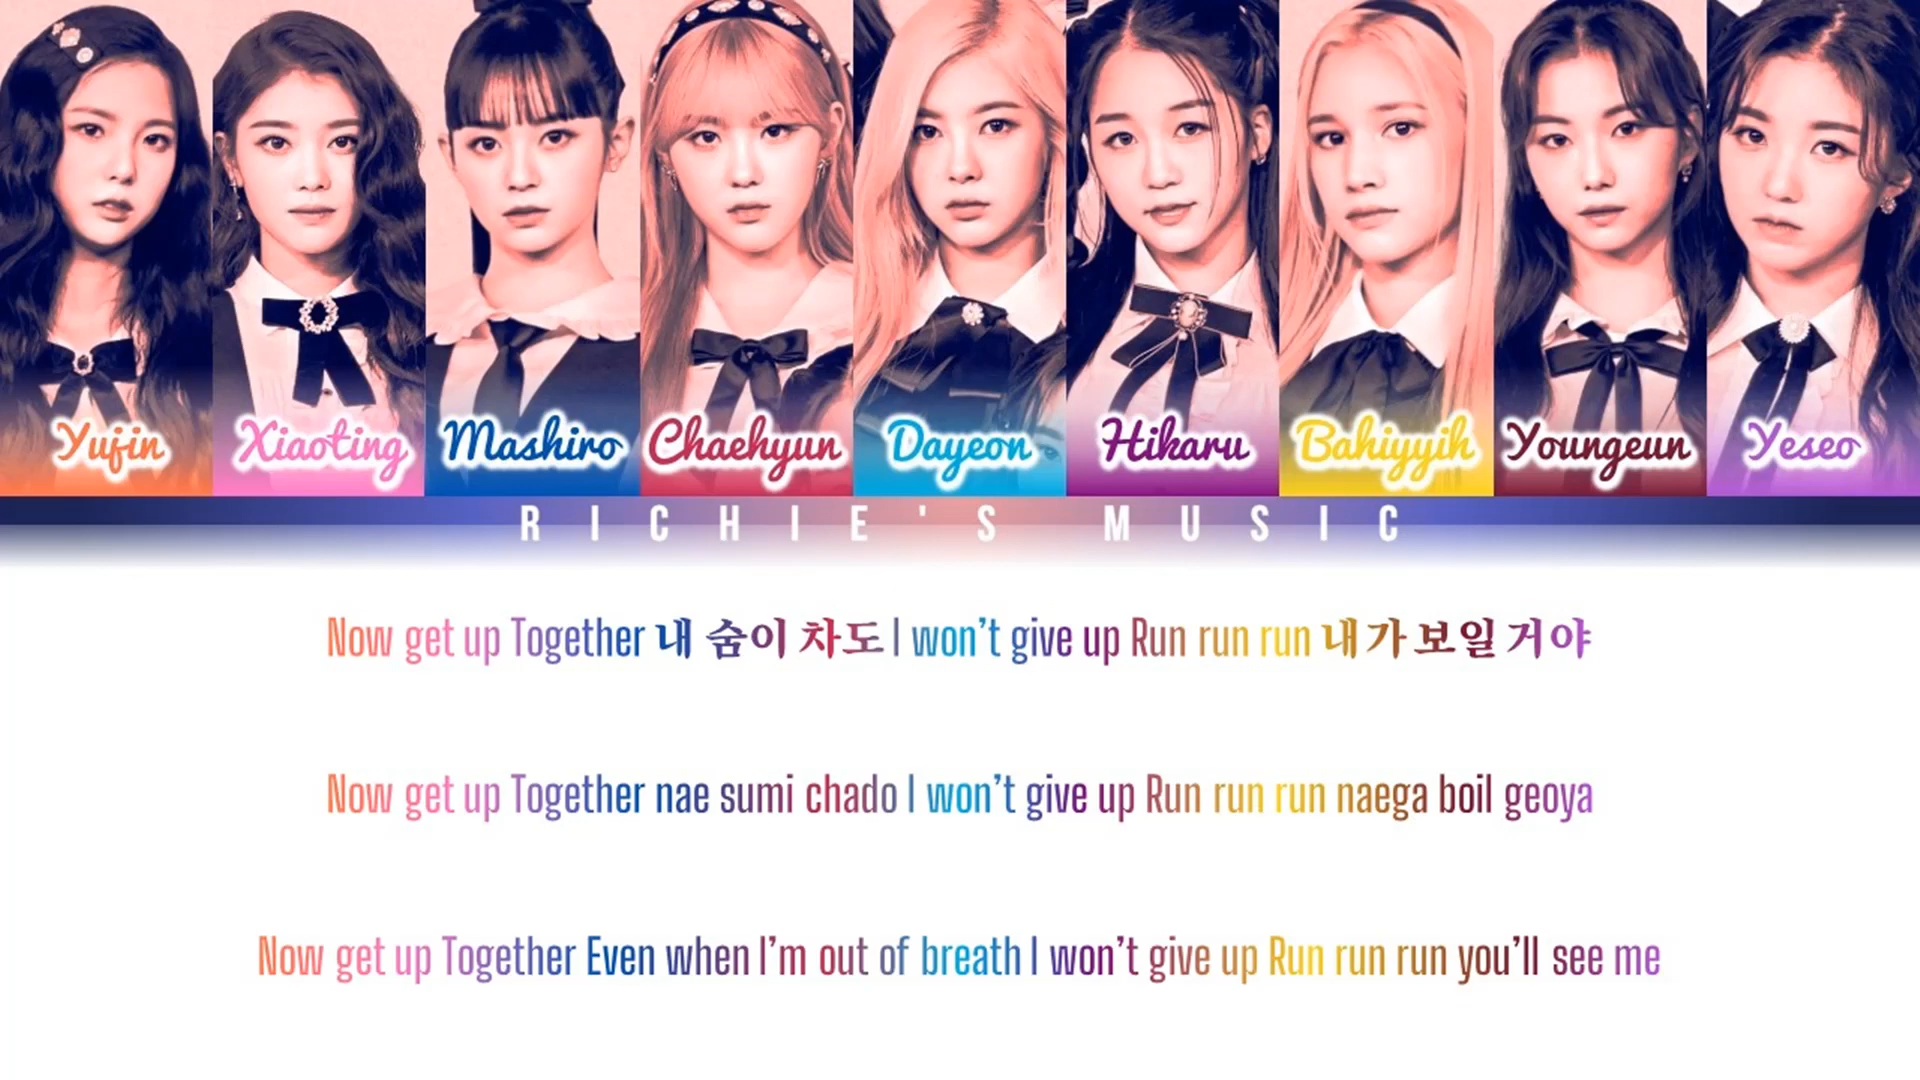 Yujin Xiaoting Mashiro Chaehyun Dayeon Hikaru Bahiyyih Youngeun Yeseo
RICHIE'S MUSIC
Now get up Together 내 숨이 차도 I won’t give up Run run run 내가 보일 거야
Now get up Together nae sumi chado I won’t give up Run run run naega boil geoya
Now get up Together Even when I’m out of breath I won’t give up Run run run you’ll see me